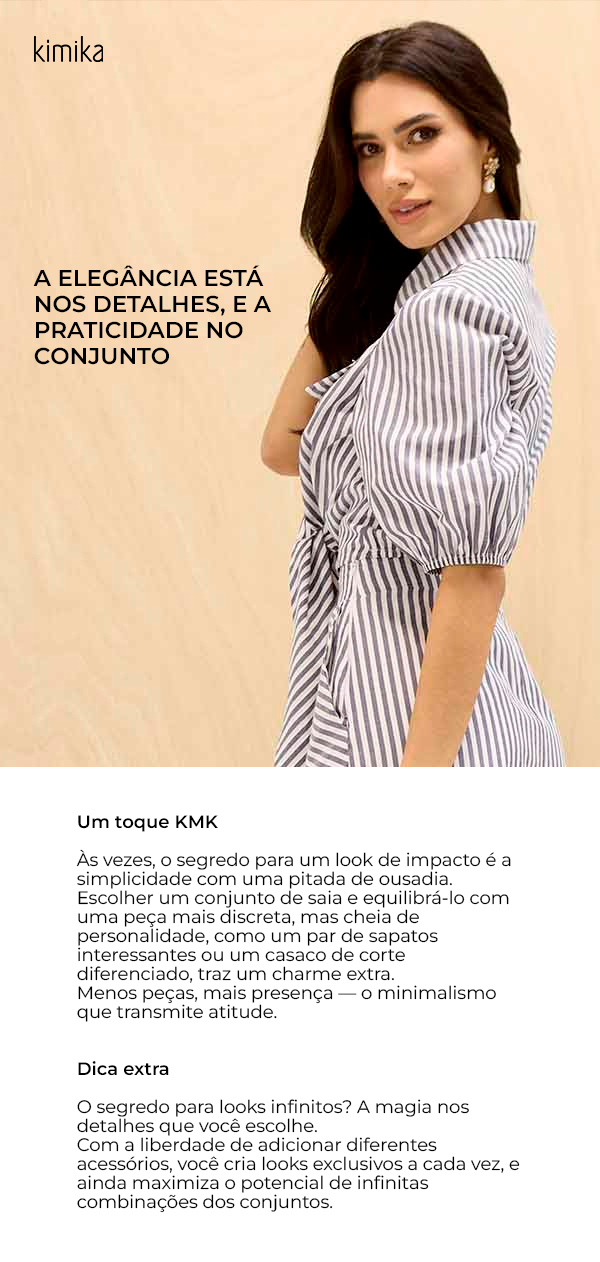 kimika
A ELEGÂNCIA ESTÁ
NOS DETALHES, E A
PRATICIDADE NO
CONJUNTO
Um toque KMK
Às vezes, o segredo para um look de impacto é a
simplicidade com uma pitada de ousadia.
Escolher um conjunto de saia e equilibrá-lo com
uma peça mais discreta, mas cheia de
personalidade, como um par de sapatos
interessantes ou um casaco de corte
diferenciado, traz um charme extra.
Menos peças, mais presença — o minimalismo
que transmite atitude.
Dica extra
O segredo para looks infinitos? A magia nos
detalhes que você escolhe.
Com a liberdade de adicionar diferentes
acessórios, você cria looks exclusivos a cada vez, e
ainda maximiza o potencial de infinitas
combinações dos conjuntos.